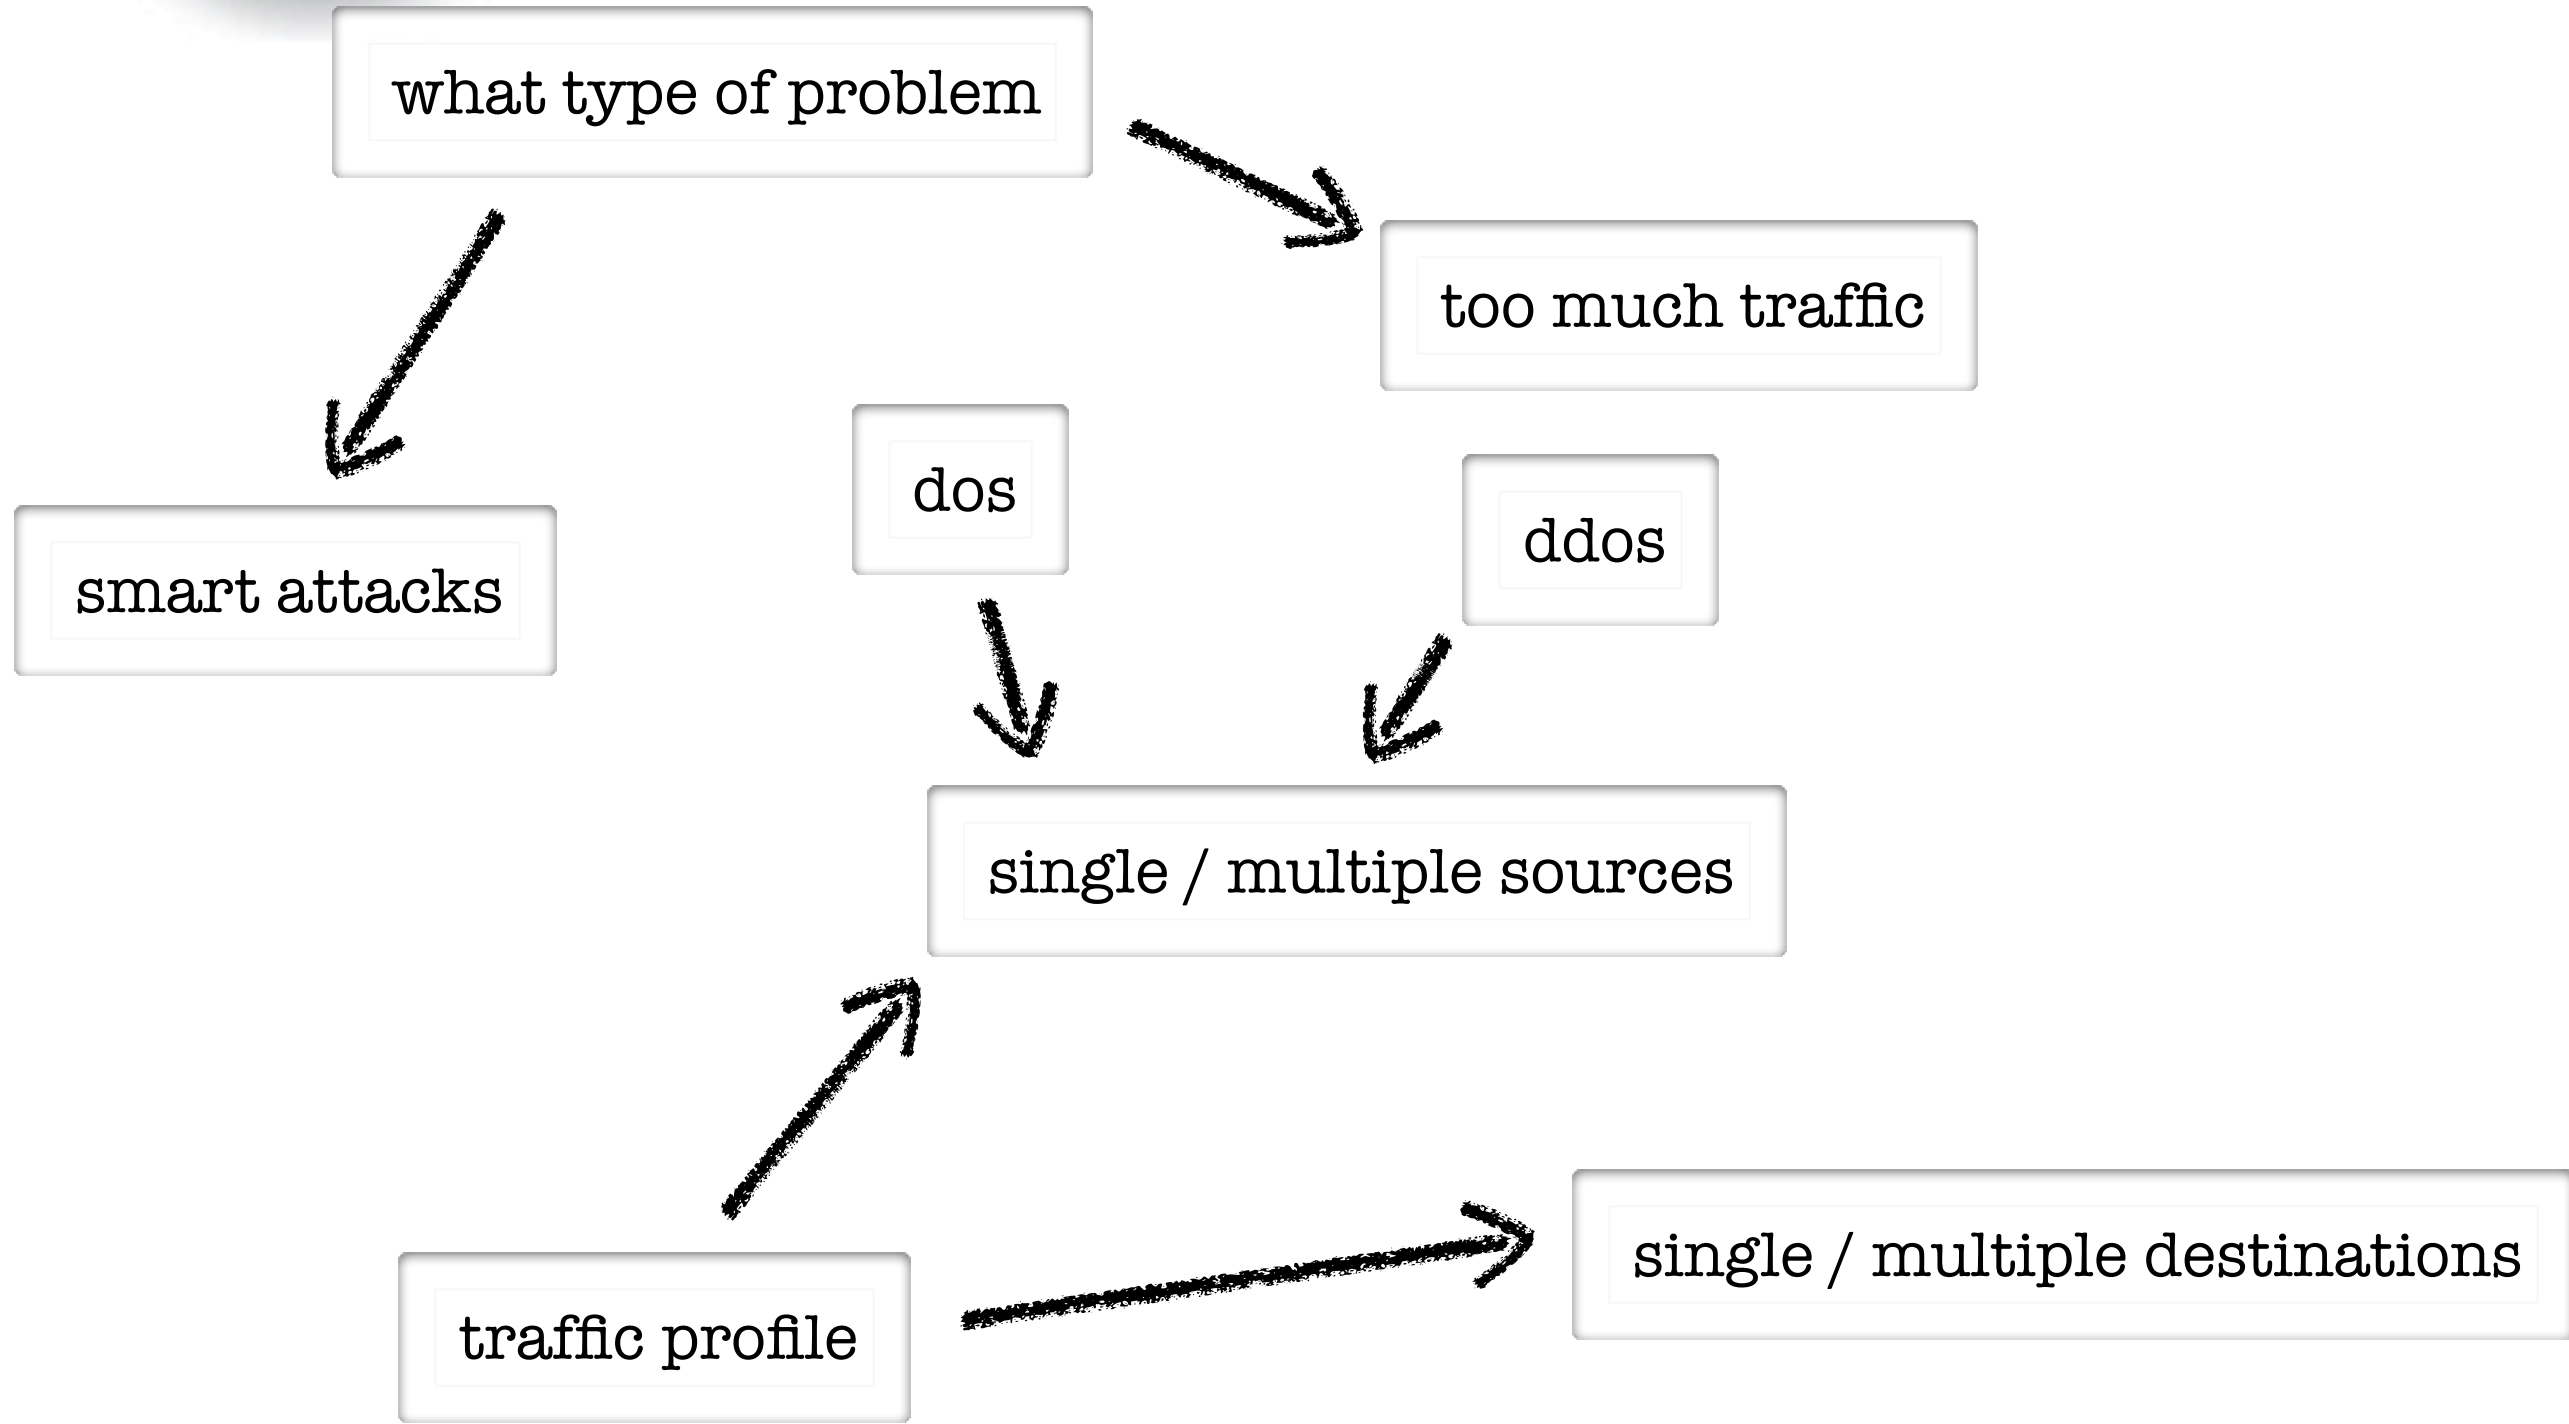 what type of problem
too much traffic
dos
ddos
smart attacks
single / multiple sources
single / multiple destinations
traffic profile